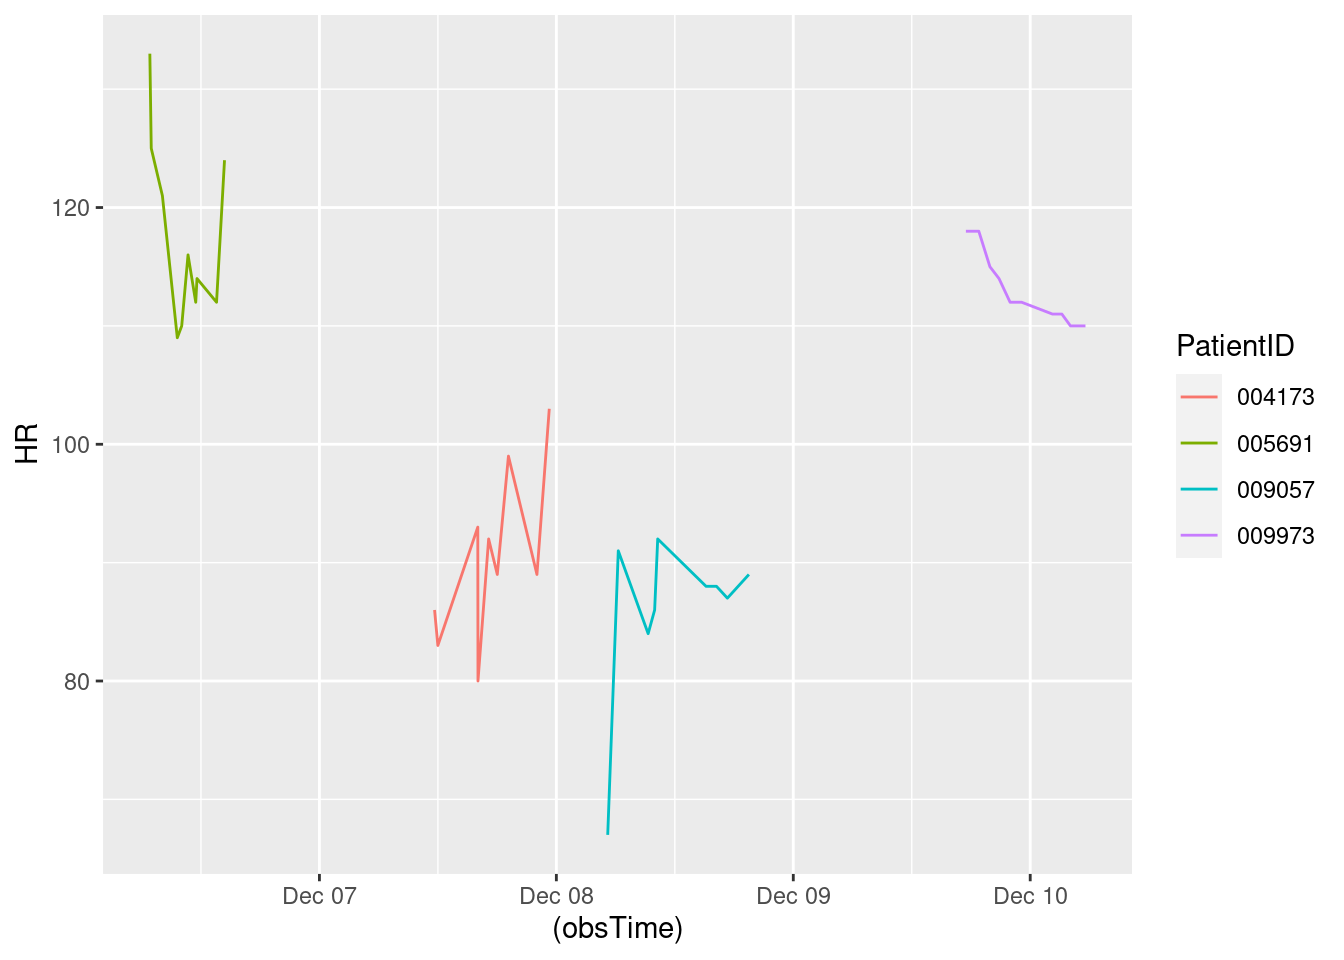 120
100
80
HR
Dec 07
Dec 08
Dec 09
Dec 10
(obsTime)
PatientID
004173
005691
009057
009973